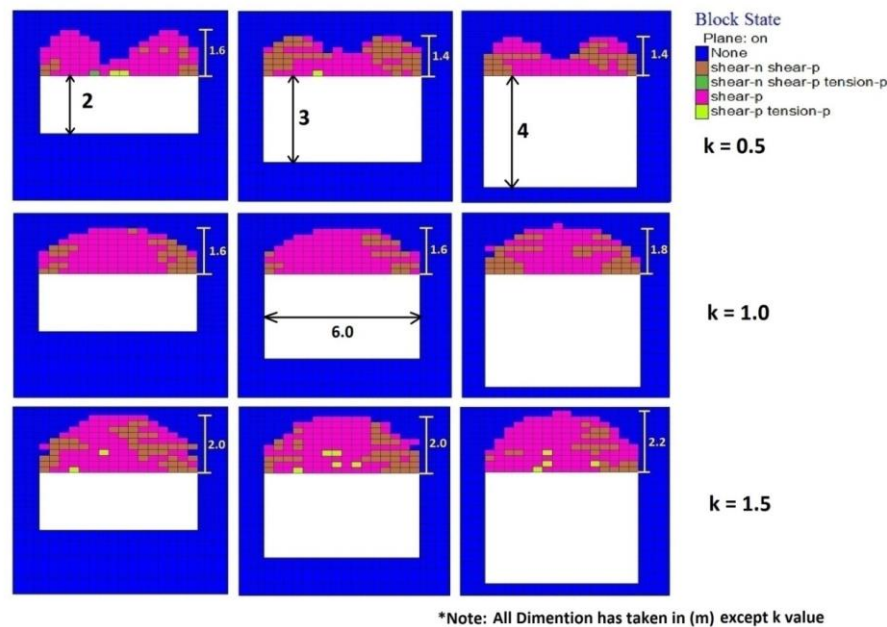 Block State
Plane: on
None
shear-n shear-p
shear-n shear-p tension-p
shear-p
shear-p tension-p
1.6
1.4
1.4
2
3
4
k = 0.5
1.6
1.6
1.8
6.0
k = 1.0
2.0
2.0
2.2
k = 1.5
*Note: All Dimention has taken in (m) except k value